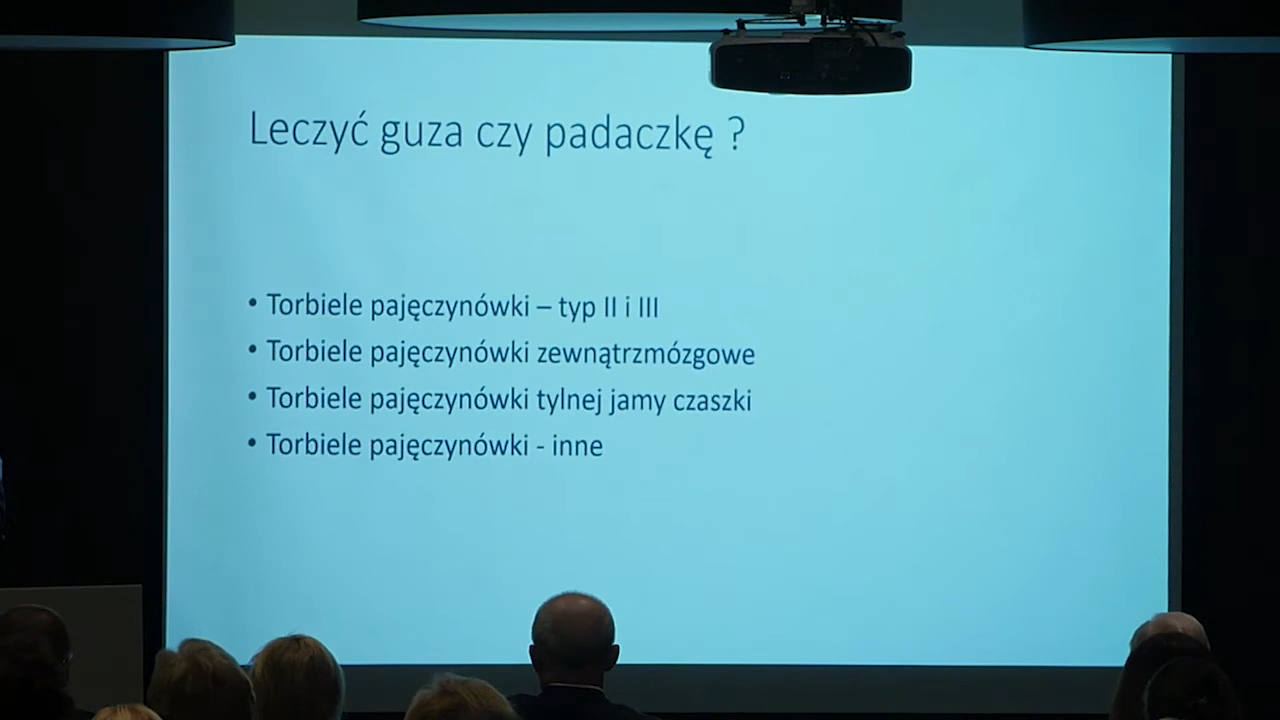 Leczyć guza czy padaczkę ?
• Torbiele pajęczynówki – typ II i III
• Torbiele pajęczynówki zewnątrzmózgowe
• Torbiele pajęczynówki tylnej jamy czaszki
• Torbiele pajęczynówki - inne